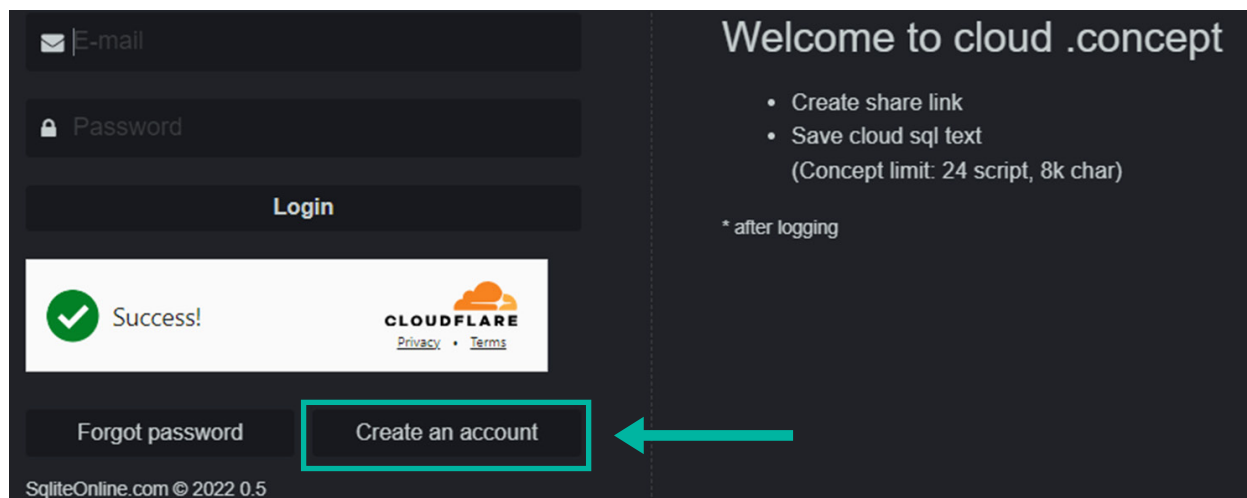 E-mail
Password
Login
Success!
CLOUDFLARE
Privacy • Terms
Forgot password
Create an account
SqliteOnline.com © 2022 0.5
Welcome to cloud .concept
• Create share link
• Save cloud sql text
(Concept limit: 24 script, 8k char)
* after logging